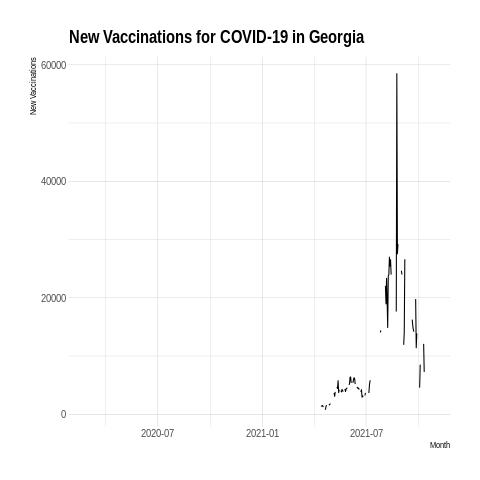 New Vaccinations for COVID-19 in Georgia
New Vaccinations
60000
40000
20000
0
2020-07
2021-01
2021-07
Month